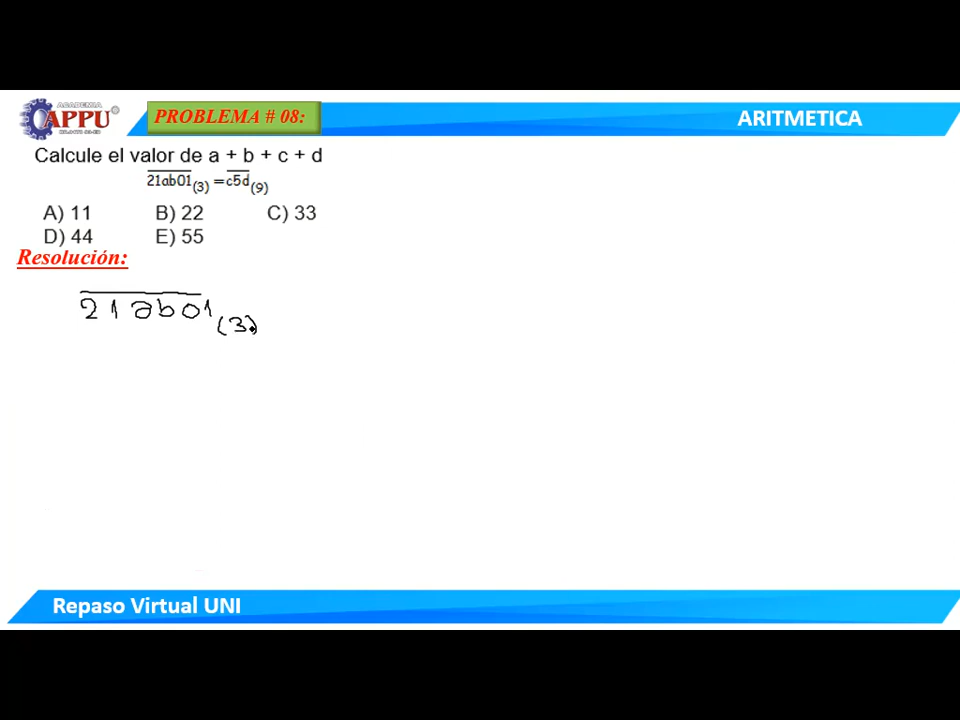 ACADEMIA
APPU
PROBLEMA # 08:
ARITMETICA
Calcule el valor de a + b + c + d
21ab01(3) = c5d(9)
A) 11 B) 22 C) 33
D) 44 E) 55
Resolución:
21ab01(3)
Repaso Virtual UNI